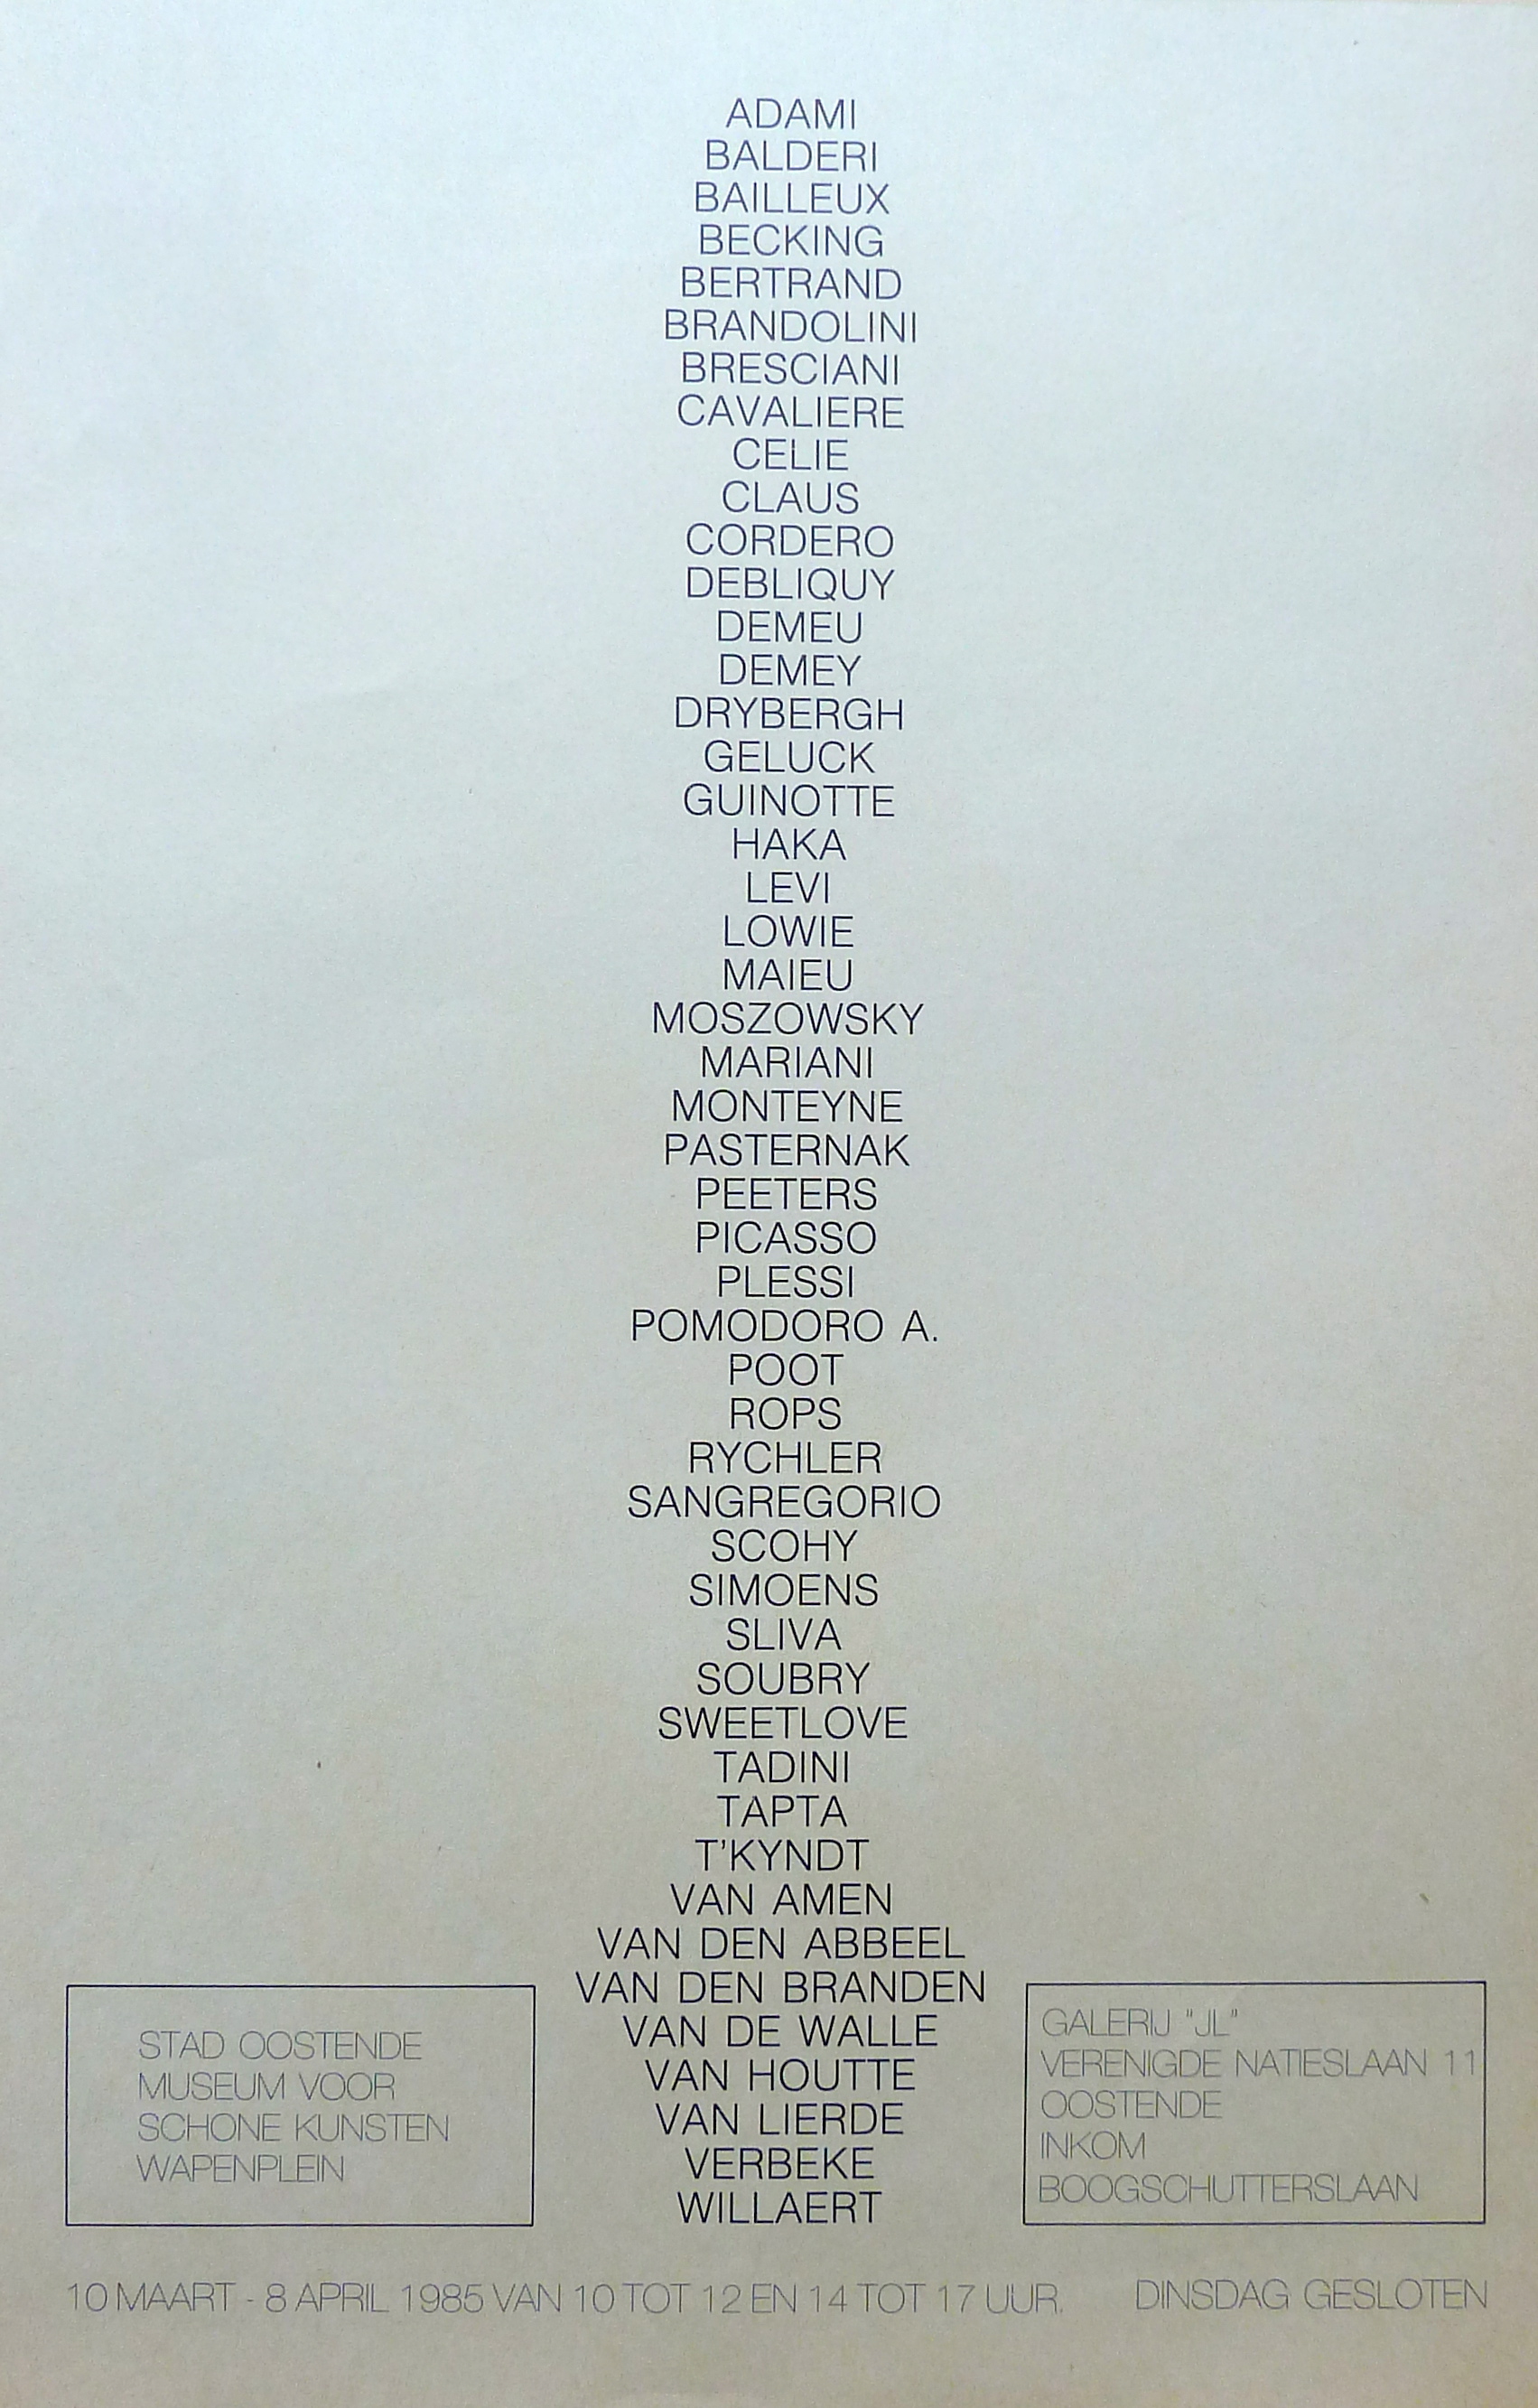 ADAMI
BALDERI
BAILLEUX
BECKING
BERTRAND
BRANDOLINI
BRESCIANI
CAVALIERE
CELIE
CLAUS
CORDERO
DEBLIQUY
DEMEU
DEMEY
DRYBERGH
GELUCK
GUINOTTE
HAKA
LEVI
LOWIE
MAIEU
MOSZOWSKY
MARIANI
MONTEYNE
PASTERNAK
PEETERS
PICASSO
PLESSI
POMODORO A.
POOT
ROPS
RYCHLER
SANGREGORIO
SCOHY
SIMOENS
SLIVA
SOUBRY
SWEETLOVE
TADINI
TAPTA
T'KYNDT
VAN AMEN
VAN DEN ABBEEL
VAN DEN BRANDEN
VAN DE WALLE
VAN HOUTTE
VAN LIERDE
VERBEKE
WILLAERT
STAD OOSTENDE
MUSEUM VOOR
SCHONE KUNSTEN
WAPENPLEIN
GALERIJ "JL"
VERENIGDE NATIESLAAN 11
OOSTENDE
INKOM
BOOGSCHUTTERSLAAN
10 MAART - 8 APRIL 1985 VAN 10 TOT 12 EN 14 TOT 17 UUR. DINSDAG GESLOTEN